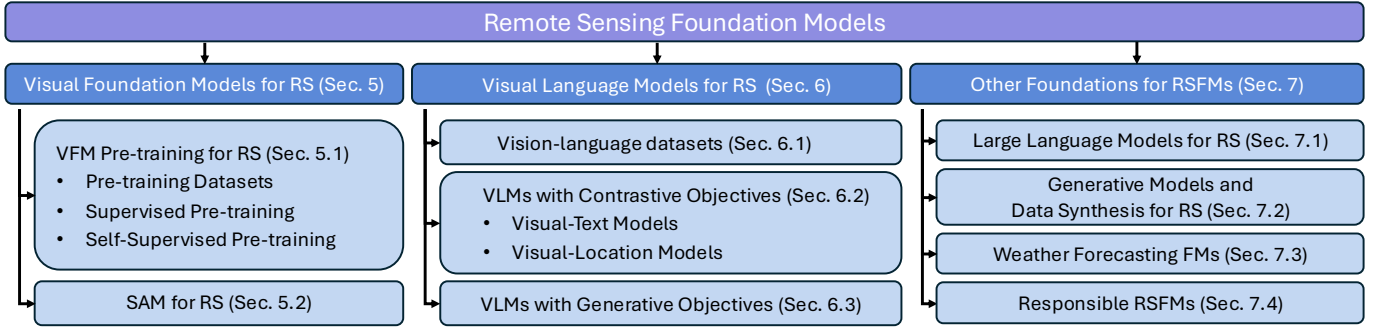 Remote Sensing Foundation Models
Visual Foundation Models for RS (Sec. 5)
VFM Pre-training for RS (Sec. 5.1)
• Pre-training Datasets
• Supervised Pre-training
• Self-Supervised Pre-training
SAM for RS (Sec. 5.2)
Visual Language Models for RS (Sec. 6)
Vision-language datasets (Sec. 6.1)
VLMs with Contrastive Objectives (Sec. 6.2)
• Visual-Text Models
• Visual-Location Models
VLMs with Generative Objectives (Sec. 6.3)
Other Foundations for RSFMs (Sec. 7)
Large Language Models for RS (Sec. 7.1)
Generative Models and
Data Synthesis for RS (Sec. 7.2)
Weather Forecasting FMs (Sec. 7.3)
Responsible RSFMs (Sec. 7.4)